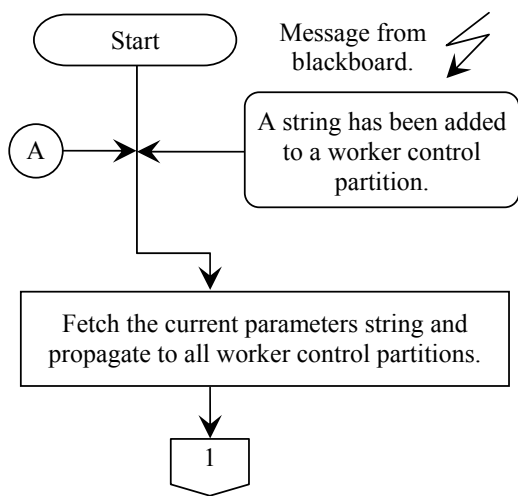 Start
Message from
blackboard.
A
A string has been added
to a worker control
partition.
Fetch the current parameters string and
propagate to all worker control partitions.
1